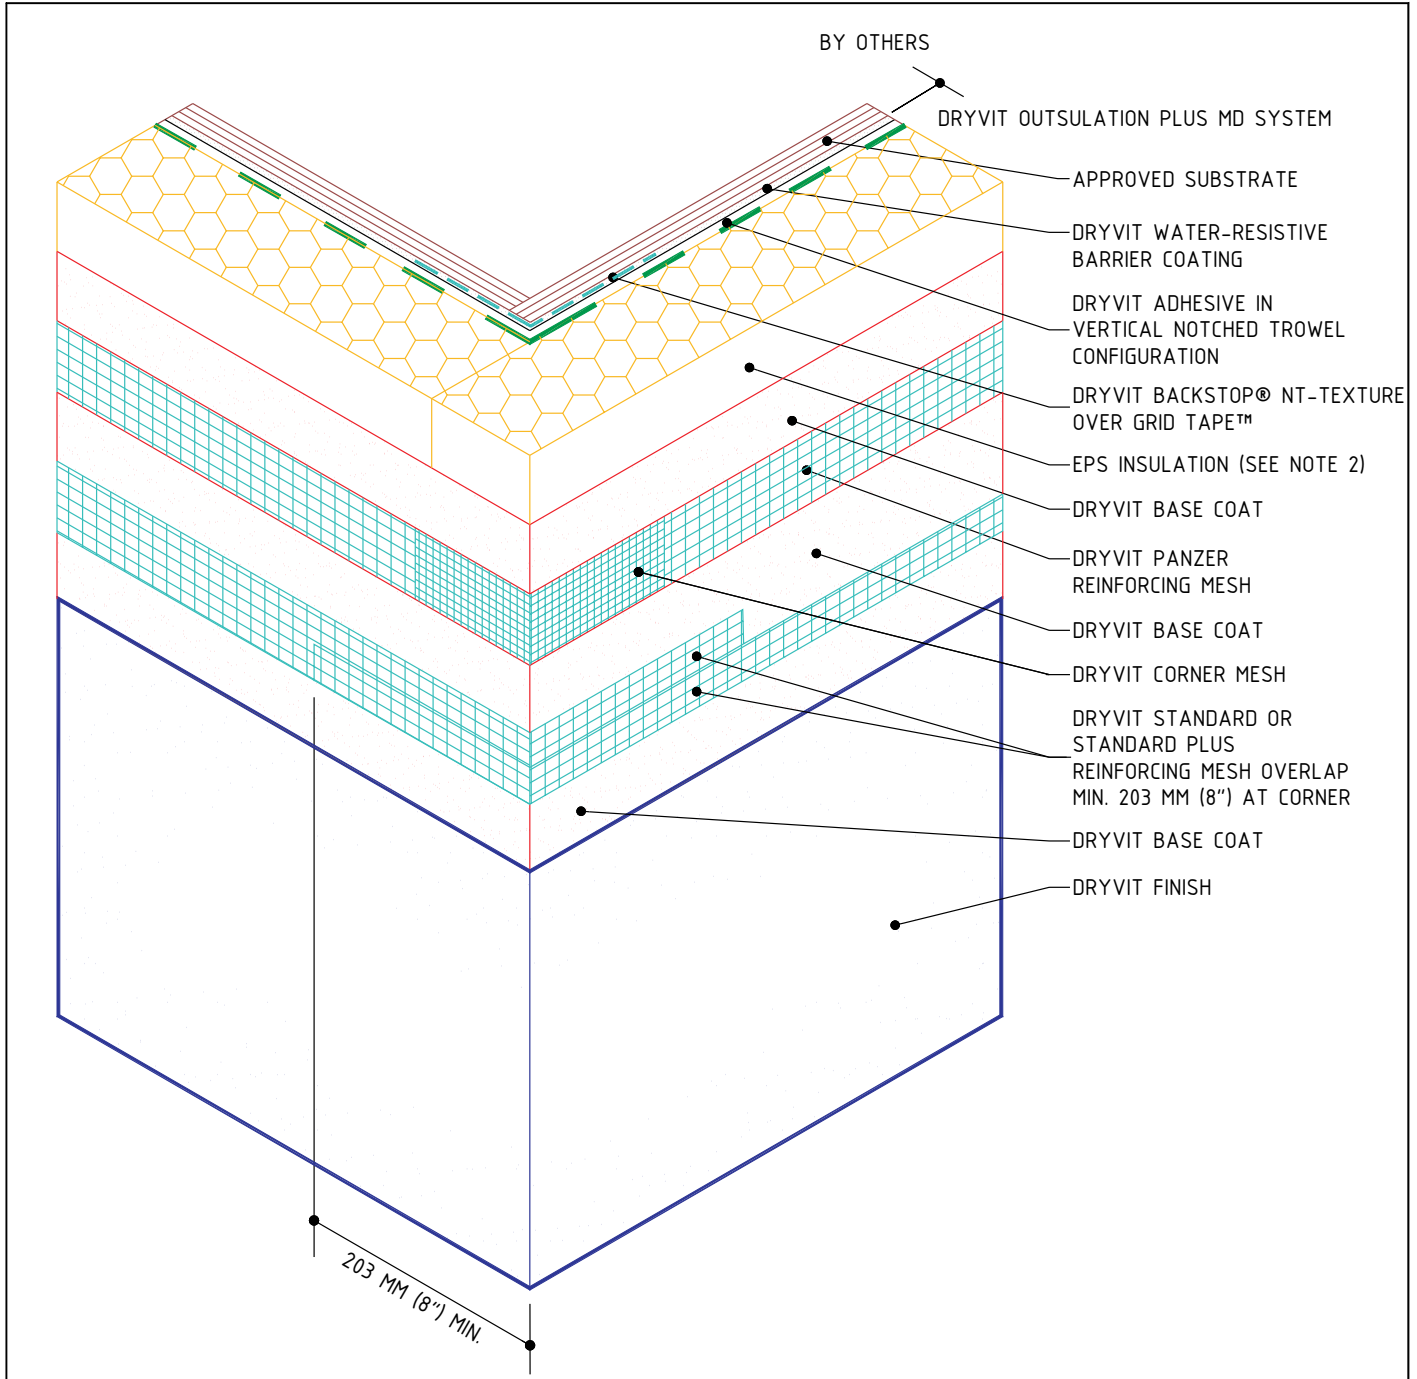 BY OTHERS
DRYVIT OUTSULATION PLUS MD SYSTEM
APPROVED SUBSTRATE
DRYVIT WATER-RESISTIVE
BARRIER COATING
DRYVIT ADHESIVE IN
VERTICAL NOTCHED TROWEL
CONFIGURATION
DRYVIT BACKSTOP® NT-TEXTURE
OVER GRID TAPE™
EPS INSULATION (SEE NOTE 2)
DRYVIT BASE COAT
DRYVIT PANZER
REINFORCING MESH
DRYVIT BASE COAT
DRYVIT CORNER MESH
DRYVIT STANDARD OR
STANDARD PLUS
REINFORCING MESH OVERLAP
MIN. 203 MM (8") AT CORNER
DRYVIT BASE COAT
DRYVIT FINISH
203 MM (8") MIN.